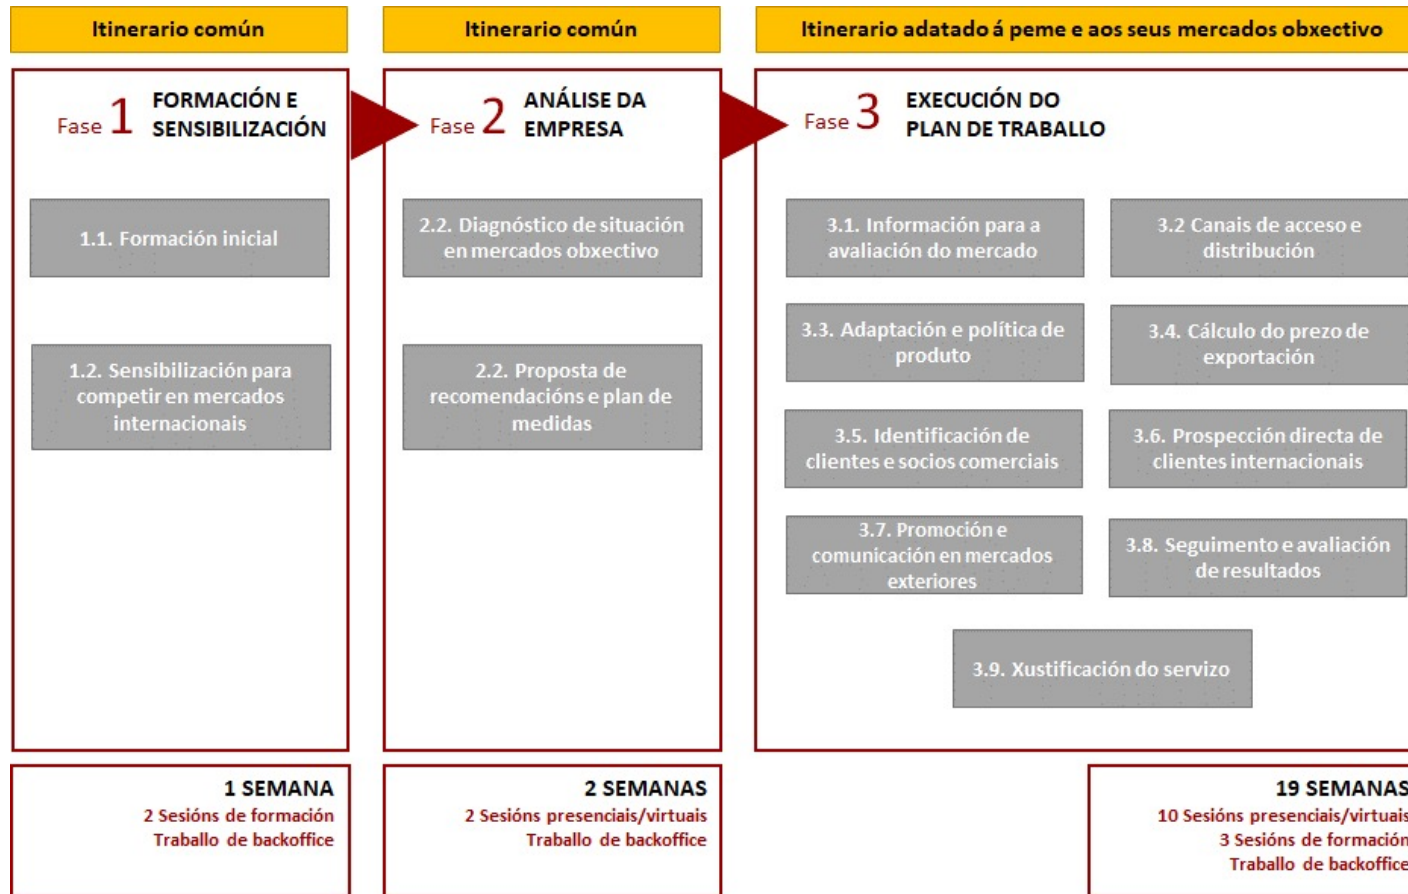 Itinerario común
Itinerario común
Itinerario adatado á peme e aos seus mercados obxectivo
Fase 1
FORMACIÓN E
SENSIBILIZACIÓN
1.1. Formación inicial
1.2. Sensibilización para
competir en mercados
internacionais
1 SEMANA
2 Sesións de formación
Traballo de backoffice
Fase 2
ANÁLISE DA
EMPRESA
2.2. Diagnóstico de situación
en mercados obxectivo
2.2. Proposta de
recomendacións e plan de
medidas
2 SEMANAS
2 Sesións presenciais/virtuais
Traballo de backoffice
Fase 3
EXECUCIÓN DO
PLAN DE TRABALLO
3.1. Información para a
avaliación do mercado
3.2 Canais de acceso e
distribución
3.3. Adaptación e política de
produto
3.4. Cálculo do prezo de
exportación
3.5. Identificación de
clientes e socios comerciais
3.6. Prospección directa de
clientes internacionais
3.7. Promoción e
comunicación en mercados
exteriores
3.8. Seguimento e avaliación
de resultados
3.9. Xustificación do servizo
19 SEMANAS
10 Sesións presenciais/virtuais
3 Sesións de formación
Traballo de backoffice